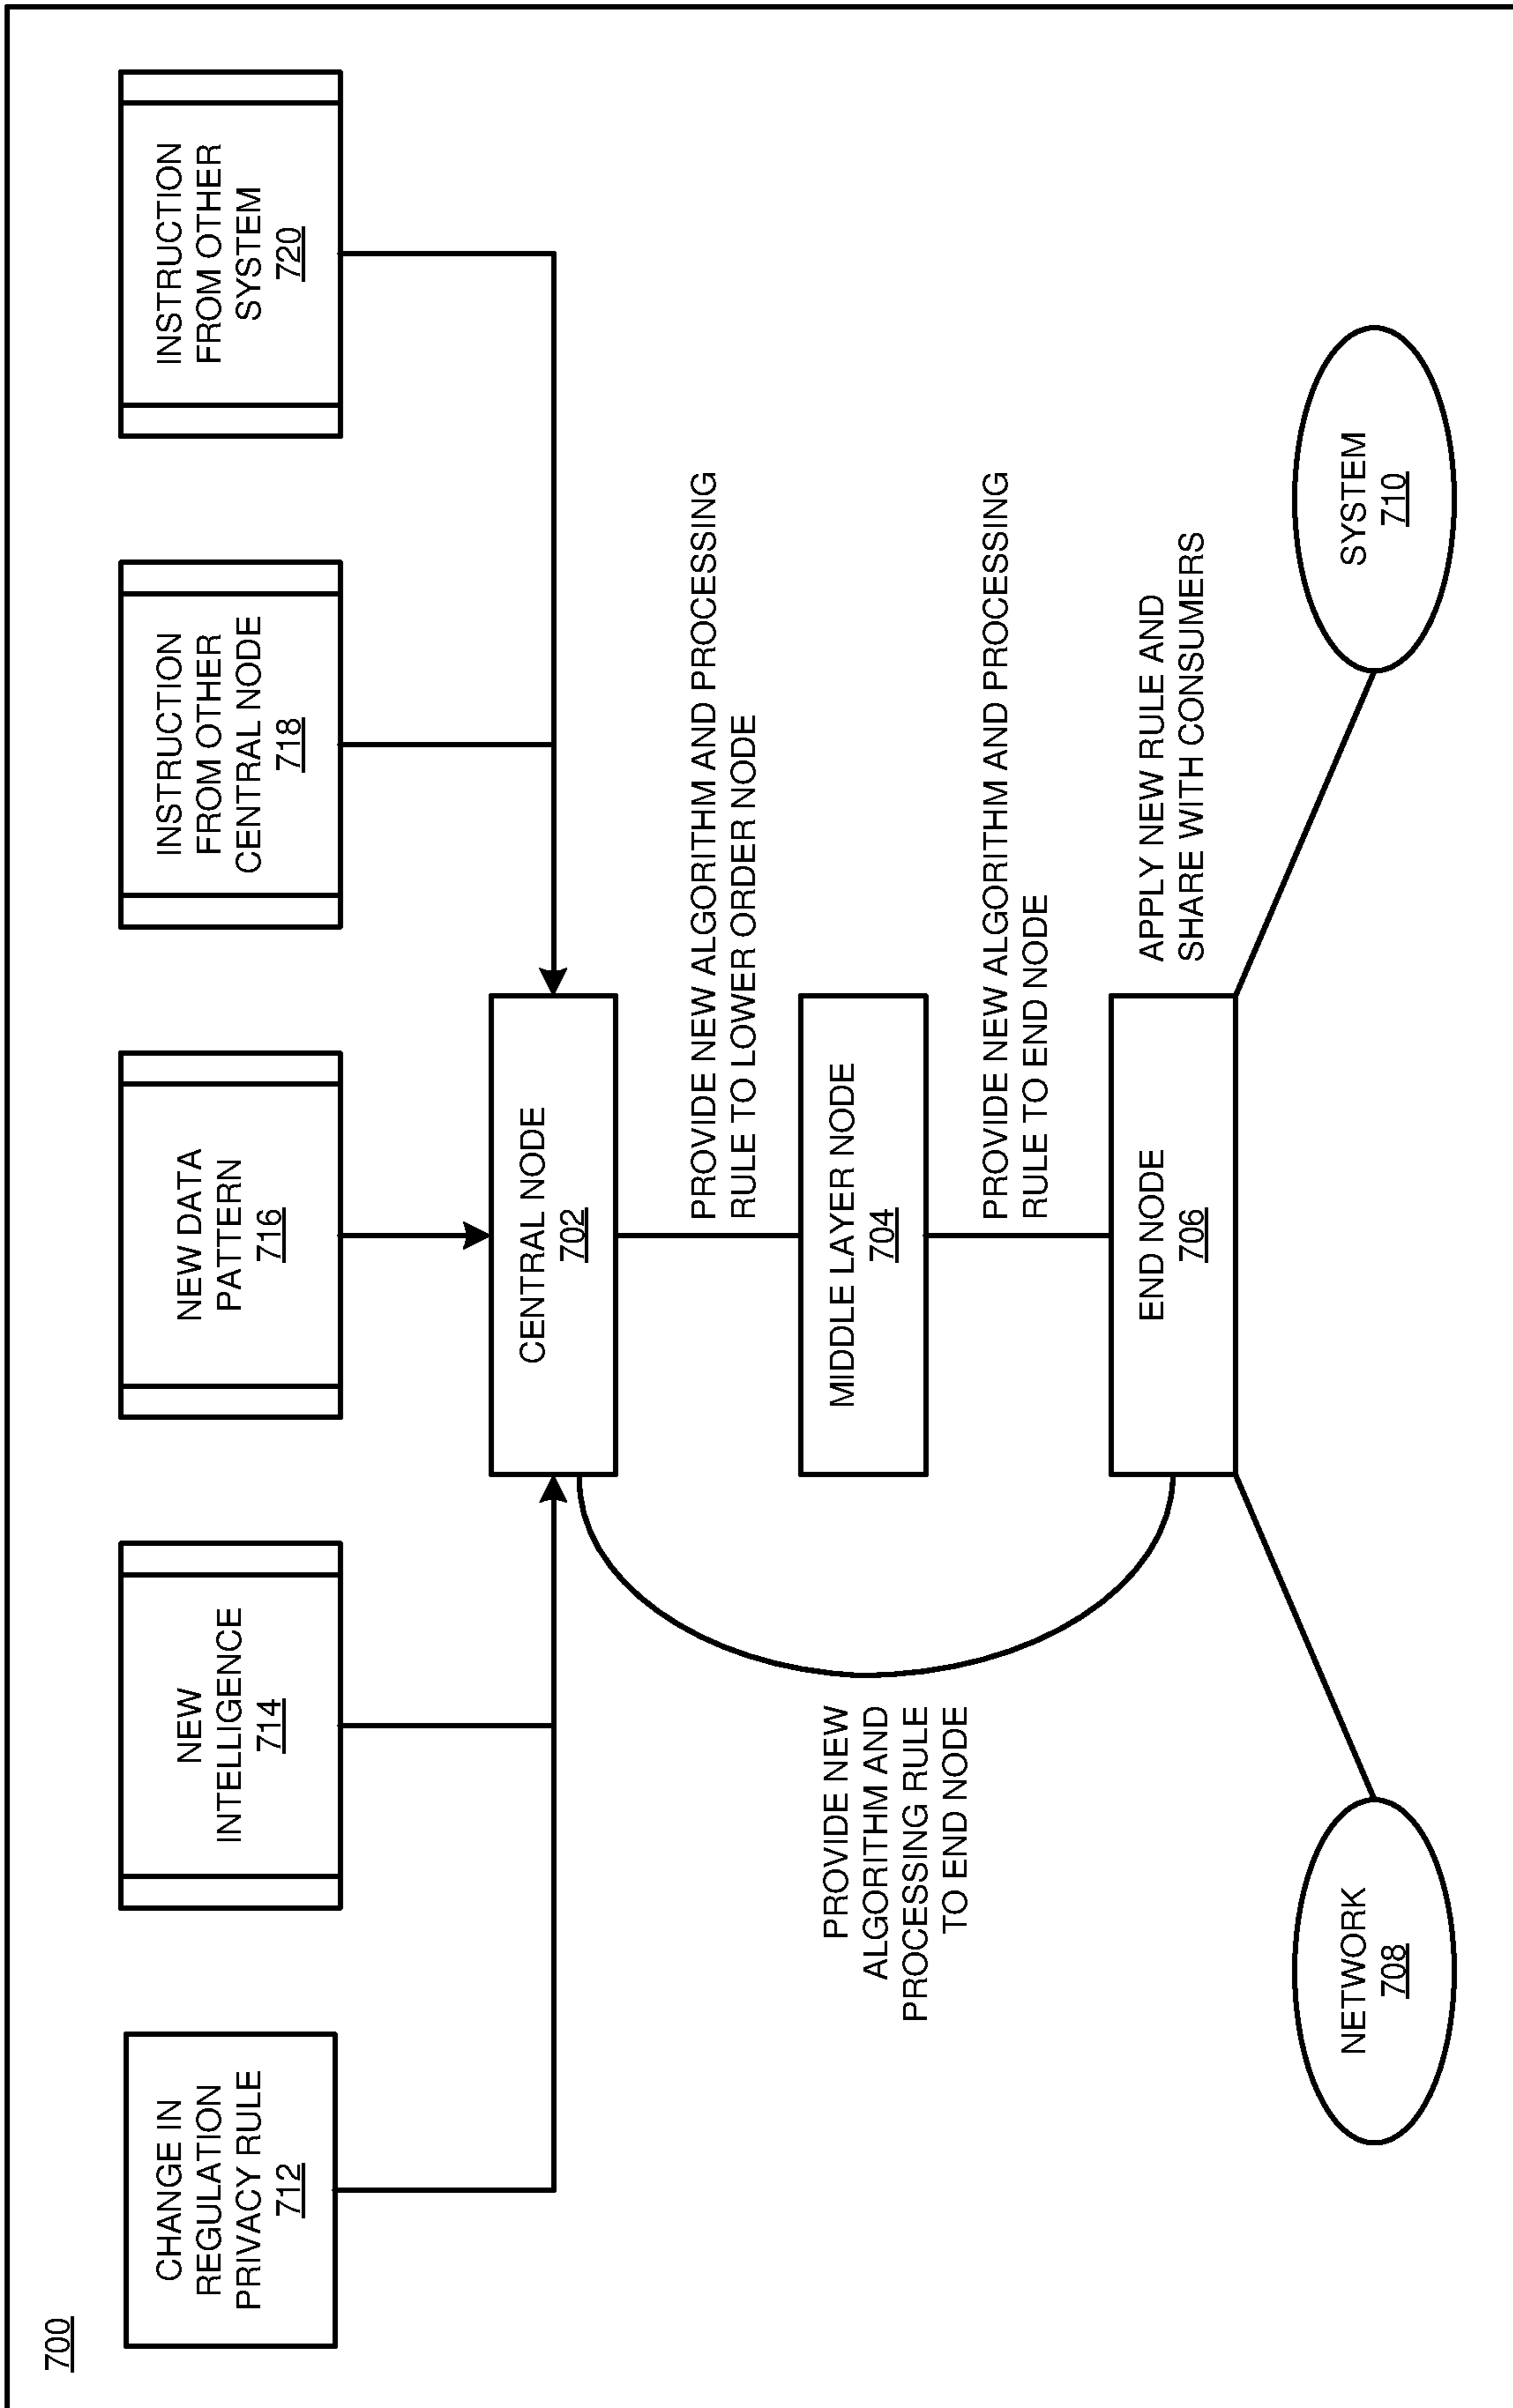 700
CHANGE IN
REGULATION
PRIVACY RULE
712
NEW
INTELLIGENCE
714
NEW DATA
PATTERN
716
INSTRUCTION
FROM OTHER
CENTRAL NODE
718
INSTRUCTION
FROM OTHER
SYSTEM
720
CENTRAL NODE
702
PROVIDE NEW ALGORITHM AND PROCESSING
RULE TO LOWER ORDER NODE
PROVIDE NEW
ALGORITHM AND
PROCESSING RULE
TO END NODE
MIDDLE LAYER NODE
704
PROVIDE NEW ALGORITHM AND PROCESSING
RULE TO END NODE
END NODE
706
APPLY NEW RULE AND
SHARE WITH CONSUMERS
NETWORK
708
SYSTEM
710